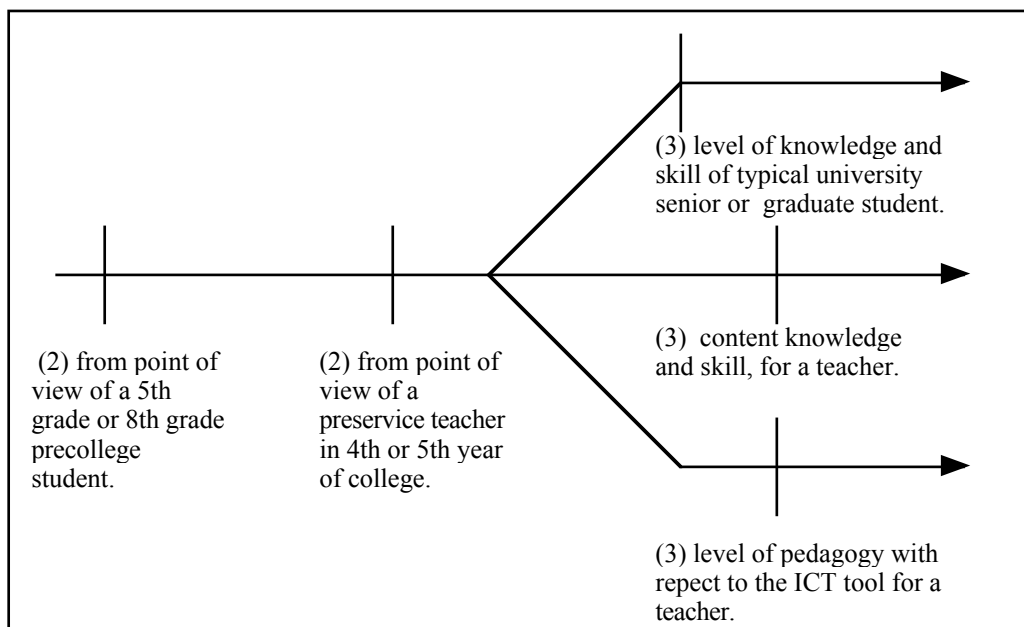 (3) level of knowledge and
skill of typical university
senior or graduate student.
(2) from point of
view of a 5th
grade or 8th grade
precollege
student.
(2) from point of
view of a
preservice teacher
in 4th or 5th year
of college.
(3) content knowledge
and skill, for a teacher.
(3) level of pedagogy with
repect to the ICT tool for a
teacher.